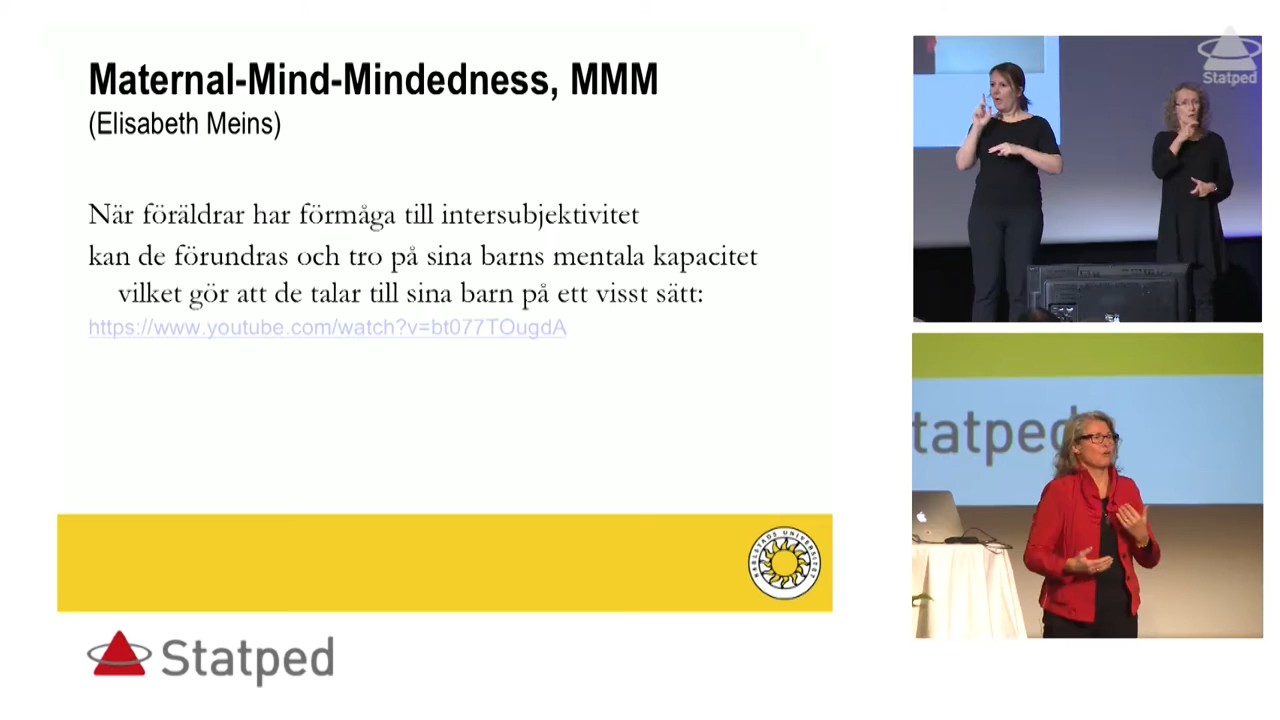 Maternal-Mind-Mindedness, MMM
(Elisabeth Meins)
När föräldrar har förmåga till intersubjektivitet
kan de förundras och tro på sina barns mentala kapacitet
vilket gör att de talar till sina barn på ett visst sätt:
https://www.youtube.com/watch?v=bt077TOugdA
KARLSTADS UNIVERSITET
Statped
Statped
tatped